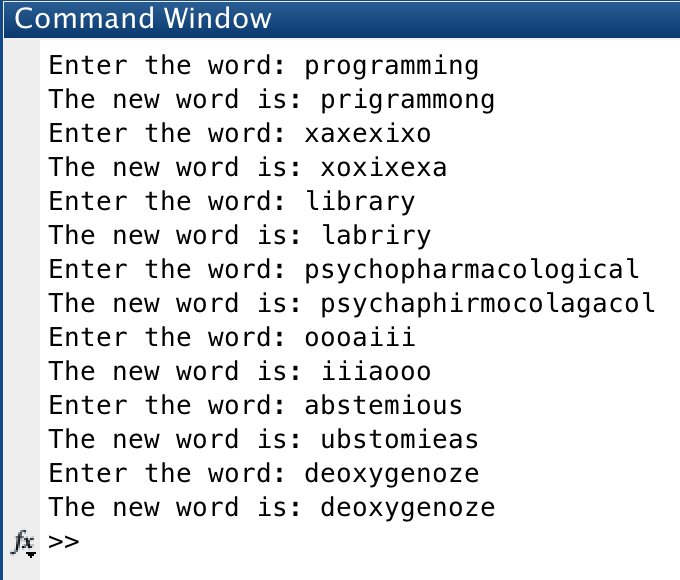 Command Window
Enter the word: programming
The new word is: prigrammong
Enter the word: xaxexixo
The new word is: xoxixexa
Enter the word: library
The new word is: labriry
Enter the word: psychopharmacological
The new word is: psychaphirmocolagacol
Enter the word: oooaiii
The new word is: iiiaooo
Enter the word: abstemious
The new word is: ubstomieas
Enter the word: deoxygenoze
The new word is: deoxygenoze
fx >>